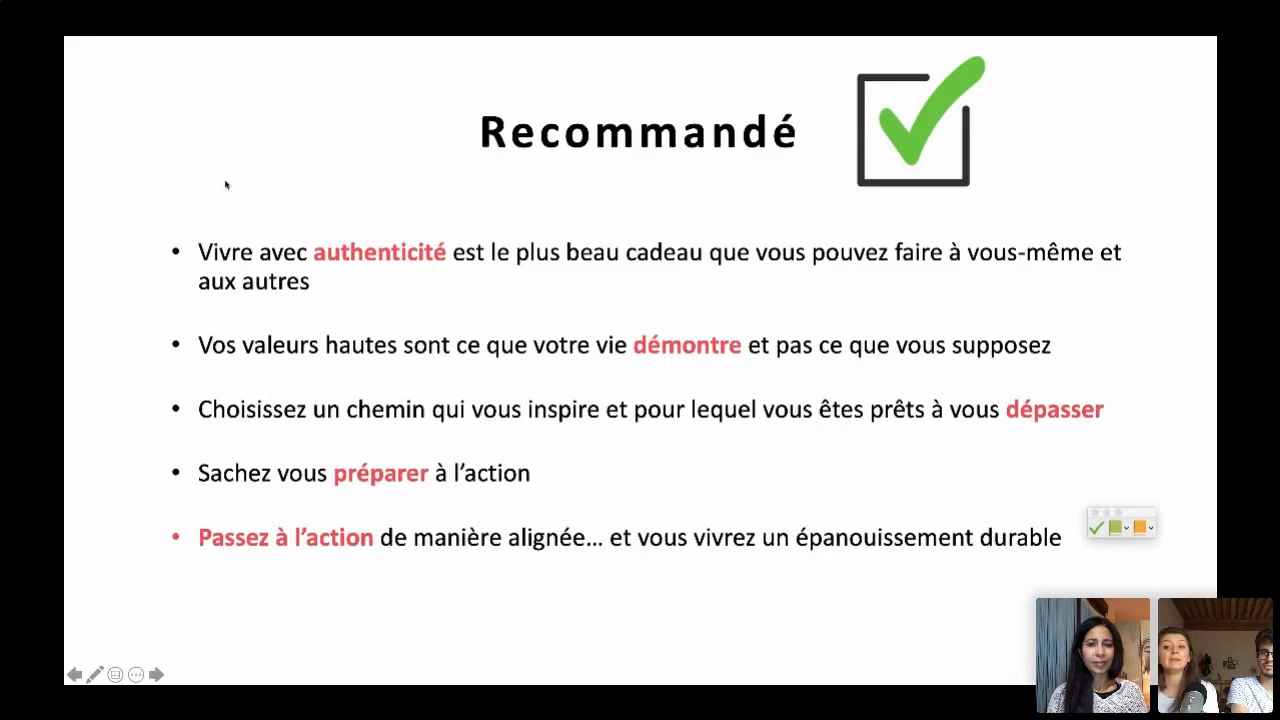 Recommandé
• Vivre avec authenticité est le plus beau cadeau que vous pouvez faire à vous-même et
aux autres
• Vos valeurs hautes sont ce que votre vie démontre et pas ce que vous supposez
• Choisissez un chemin qui vous inspire et pour lequel vous êtes prêts à vous dépasser
• Sachez vous préparer à l’action
• Passez à l’action de manière alignée... et vous vivrez un épanouissement durable